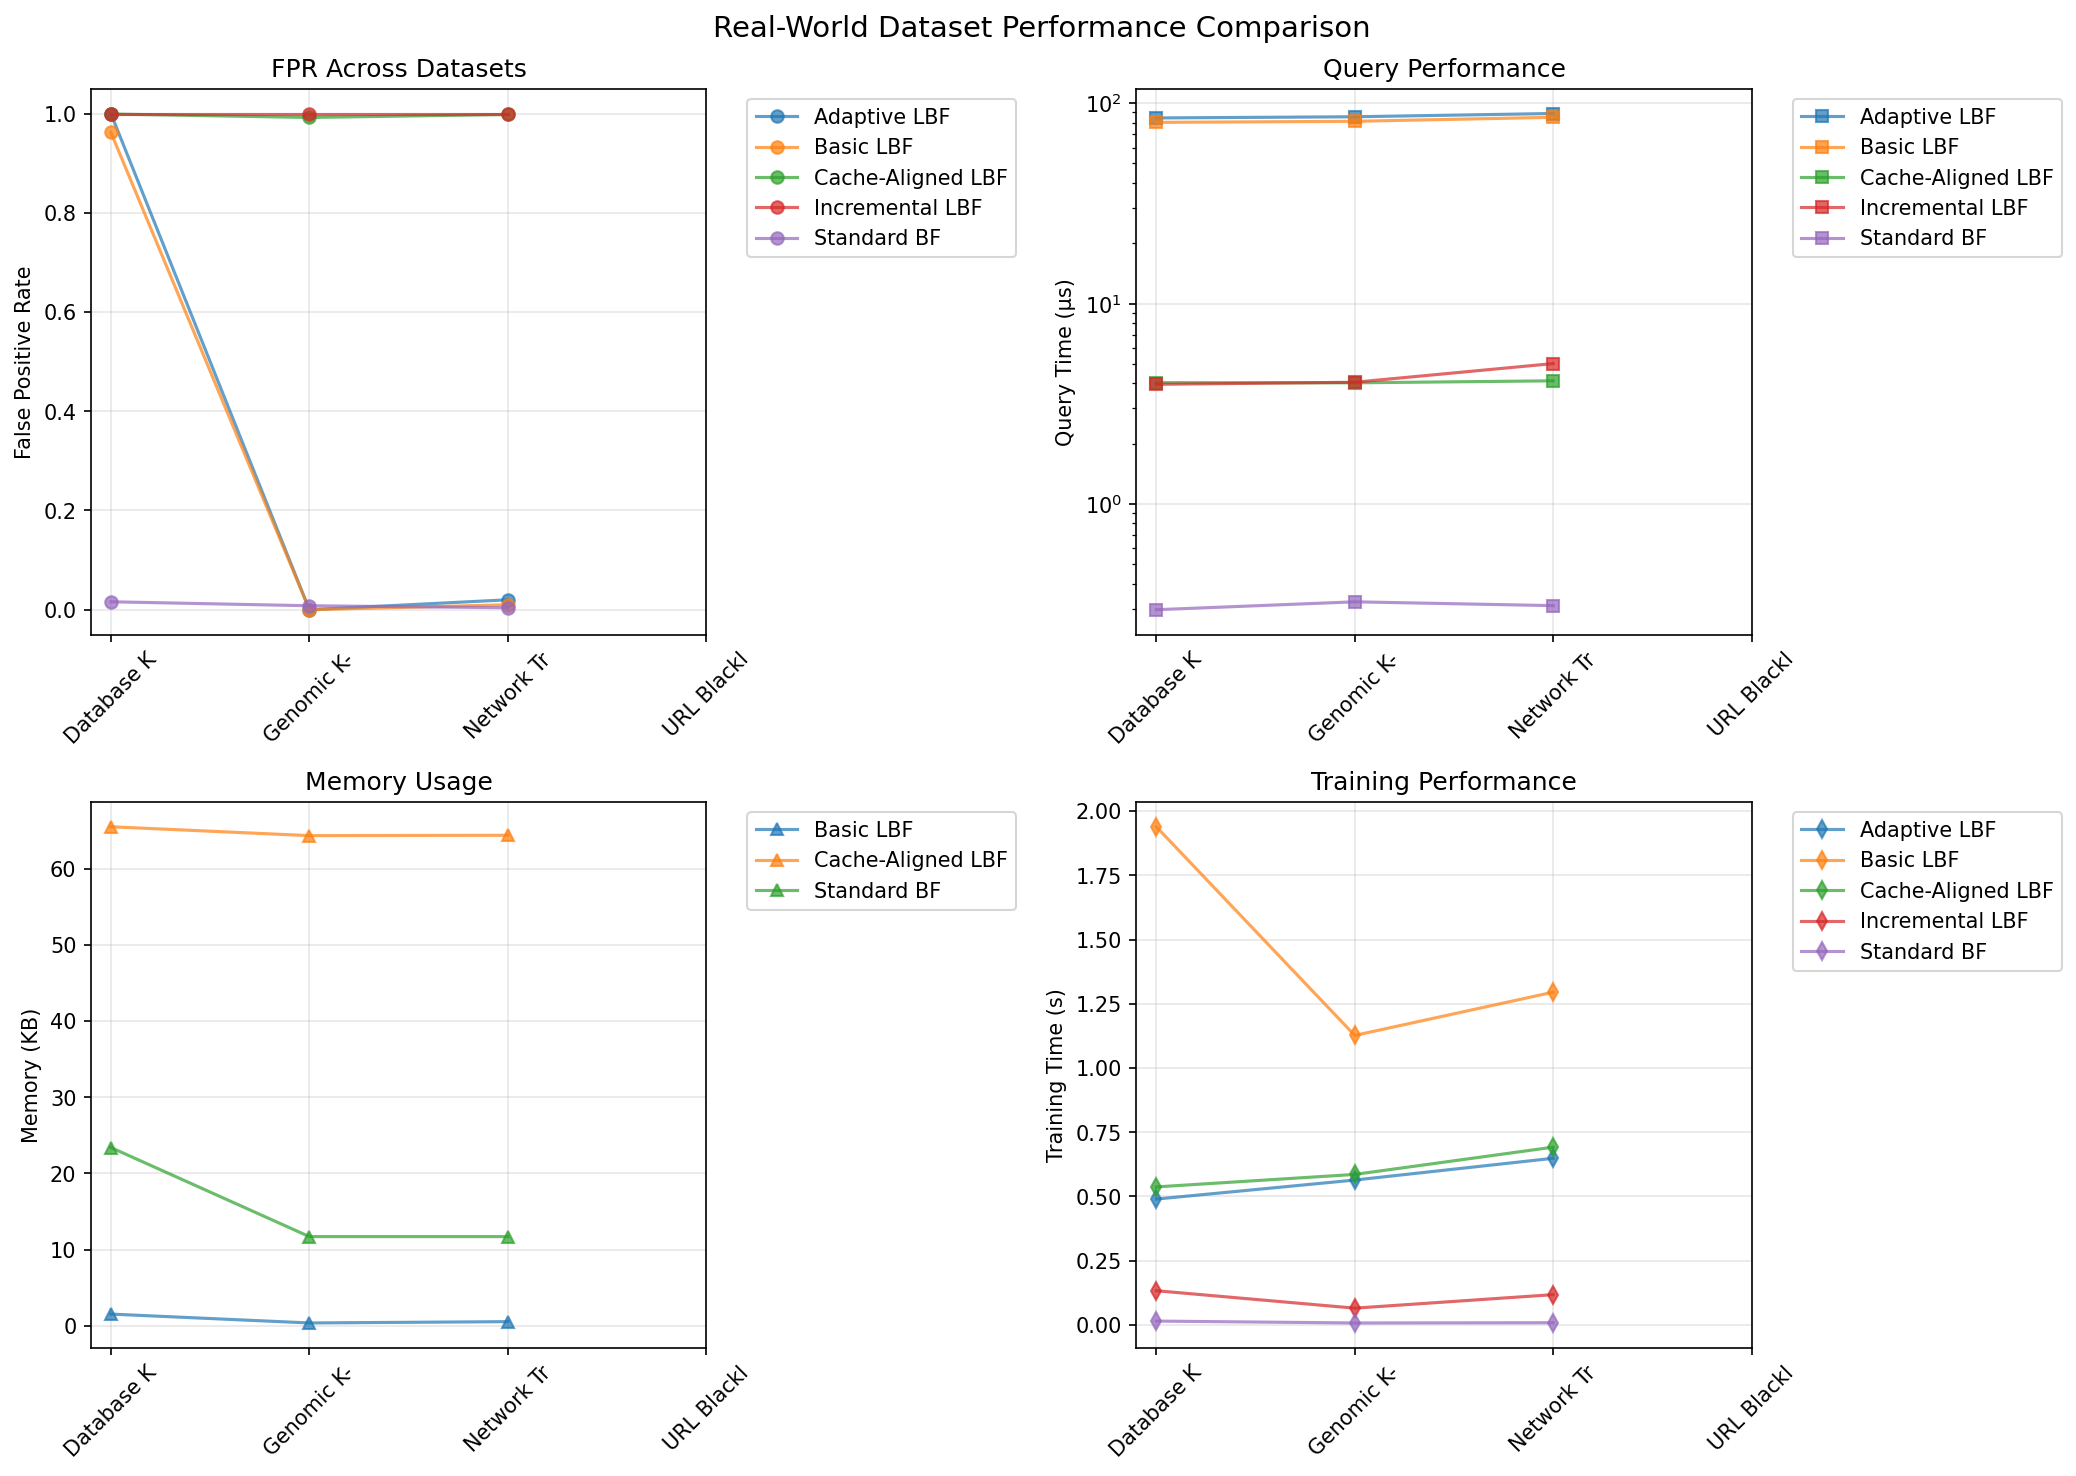 Real-World Dataset Performance Comparison
FPR Across Datasets
False Positive Rate
1.0
0.8
0.6
0.4
0.2
0.0
Database K
Genomic K-
Network Tr
URL Blackl
Adaptive LBF
Basic LBF
Cache-Aligned LBF
Incremental LBF
Standard BF
Query Performance
Query Time (μs)
10²
10¹
10⁰
Database K
Genomic K-
Network Tr
URL Blackl
Adaptive LBF
Basic LBF
Cache-Aligned LBF
Incremental LBF
Standard BF
Memory Usage
Memory (KB)
60
50
40
30
20
10
0
Database K
Genomic K-
Network Tr
URL Blackl
Basic LBF
Cache-Aligned LBF
Standard BF
Training Performance
Training Time (s)
2.00
1.75
1.50
1.25
1.00
0.75
0.50
0.25
0.00
Database K
Genomic K-
Network Tr
URL Blackl
Adaptive LBF
Basic LBF
Cache-Aligned LBF
Incremental LBF
Standard BF